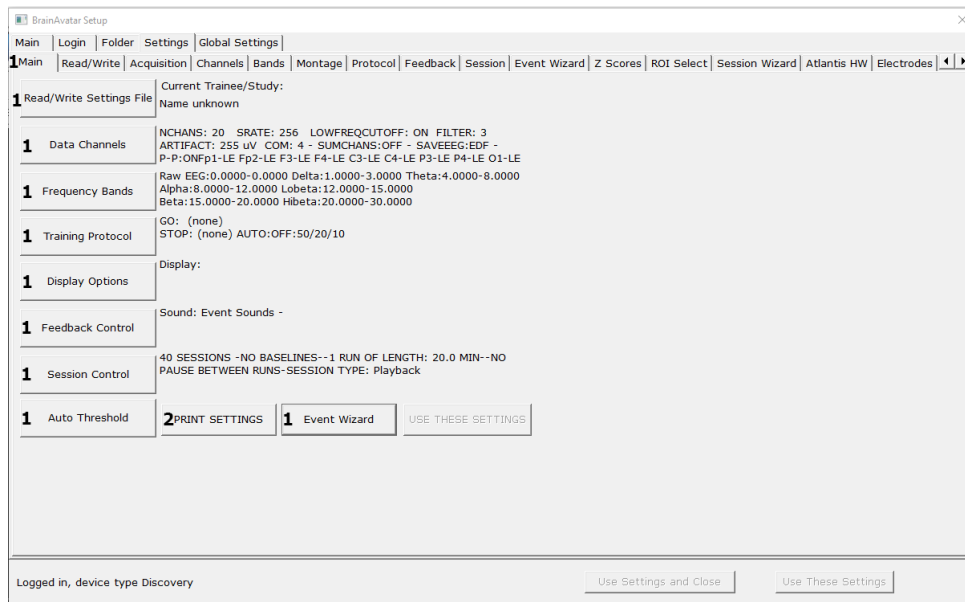 BrainAvatar Setup
Main Login Folder Settings Global Settings
1 Main Read/Write Acquisition Channels Bands Montage Protocol Feedback Session Event Wizard Z Scores ROI Select Session Wizard Atlantis HW Electrodes
1 Read/Write Settings File
Current Trainee/Study:
Name unknown
1 Data Channels
NCHANS: 20 SRATE: 256 LOWFREQCUTOFF: ON FILTER: 3
ARTIFACT: 255 uV COM: 4 - SUMCHANS:OFF - SAVEEEG:EDF -
P-P:ONFp1-LE Fp2-LE F3-LE F4-LE C3-LE C4-LE P3-LE P4-LE O1-LE
1 Frequency Bands
Raw EEG:0.0000-0.0000 Delta:1.0000-3.0000 Theta:4.0000-8.0000
Alpha:8.0000-12.0000 Lobeta:12.0000-15.0000
Beta:15.0000-20.0000 Hibeta:20.0000-30.0000
1 Training Protocol
GO: (none)
STOP: (none) AUTO:OFF:50/20/10
1 Display Options
Display:
1 Feedback Control
Sound: Event Sounds -
1 Session Control
40 SESSIONS -NO BASELINES--1 RUN OF LENGTH: 20.0 MIN--NO
PAUSE BETWEEN RUNS-SESSION TYPE: Playback
1 Auto Threshold
2 PRINT SETTINGS
1 Event Wizard
USE THESE SETTINGS
Logged in, device type Discovery
Use Settings and Close
Use These Settings